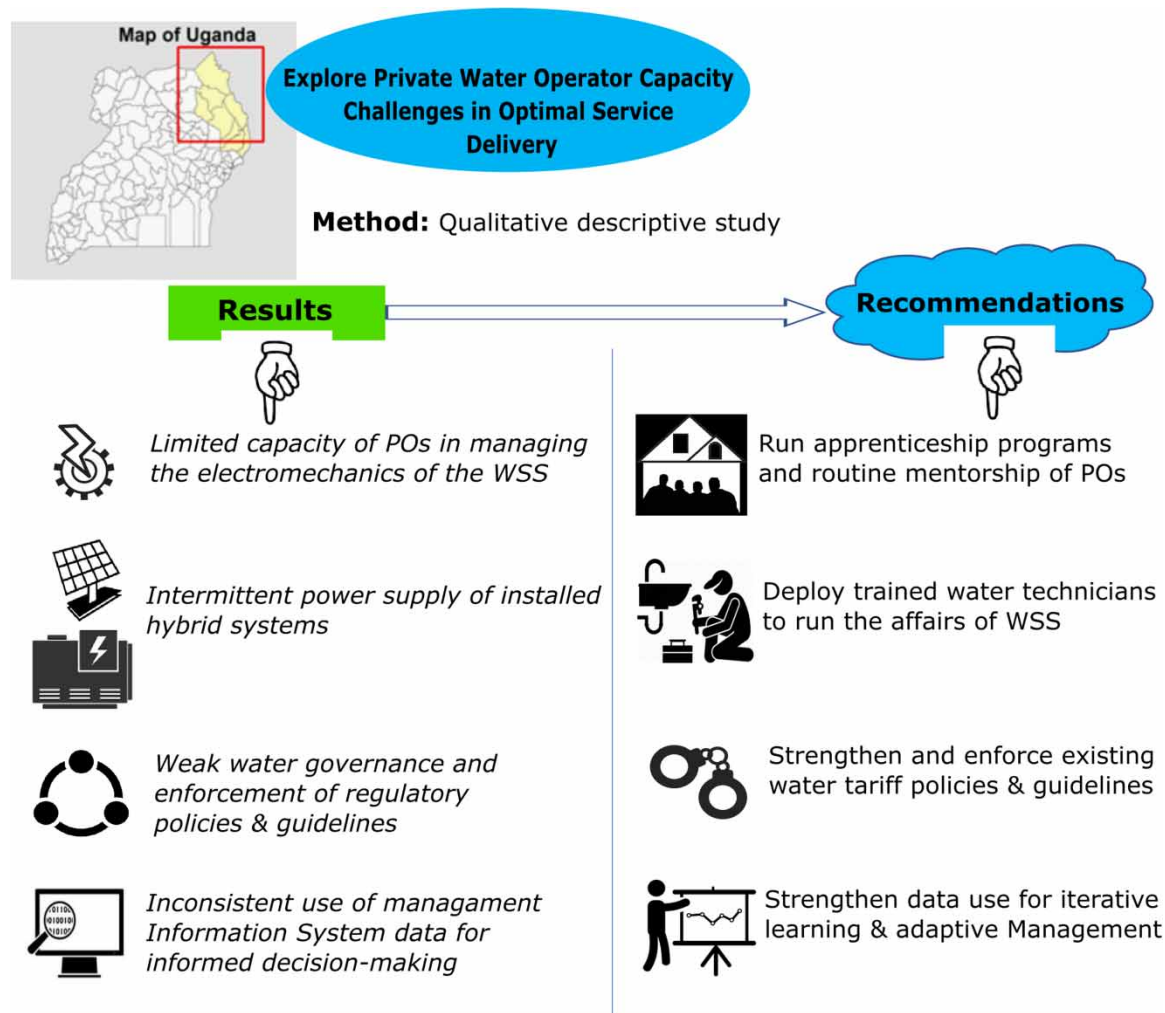 Map of Uganda
Explore Private Water Operator Capacity
Challenges in Optimal Service
Delivery
Method: Qualitative descriptive study
Results
Recommendations
Limited capacity of POs in managing
the electromechanics of the WSS
Intermittent power supply of installed
hybrid systems
Weak water governance and
enforcement of regulatory
policies & guidelines
Inconsistent use of managament
Information System data for
informed decision-making
Run apprenticeship programs
and routine mentorship of POs
Deploy trained water technicians
to run the affairs of WSS
Strengthen and enforce existing
water tariff policies & guidelines
Strengthen data use for iterative
learning & adaptive Management